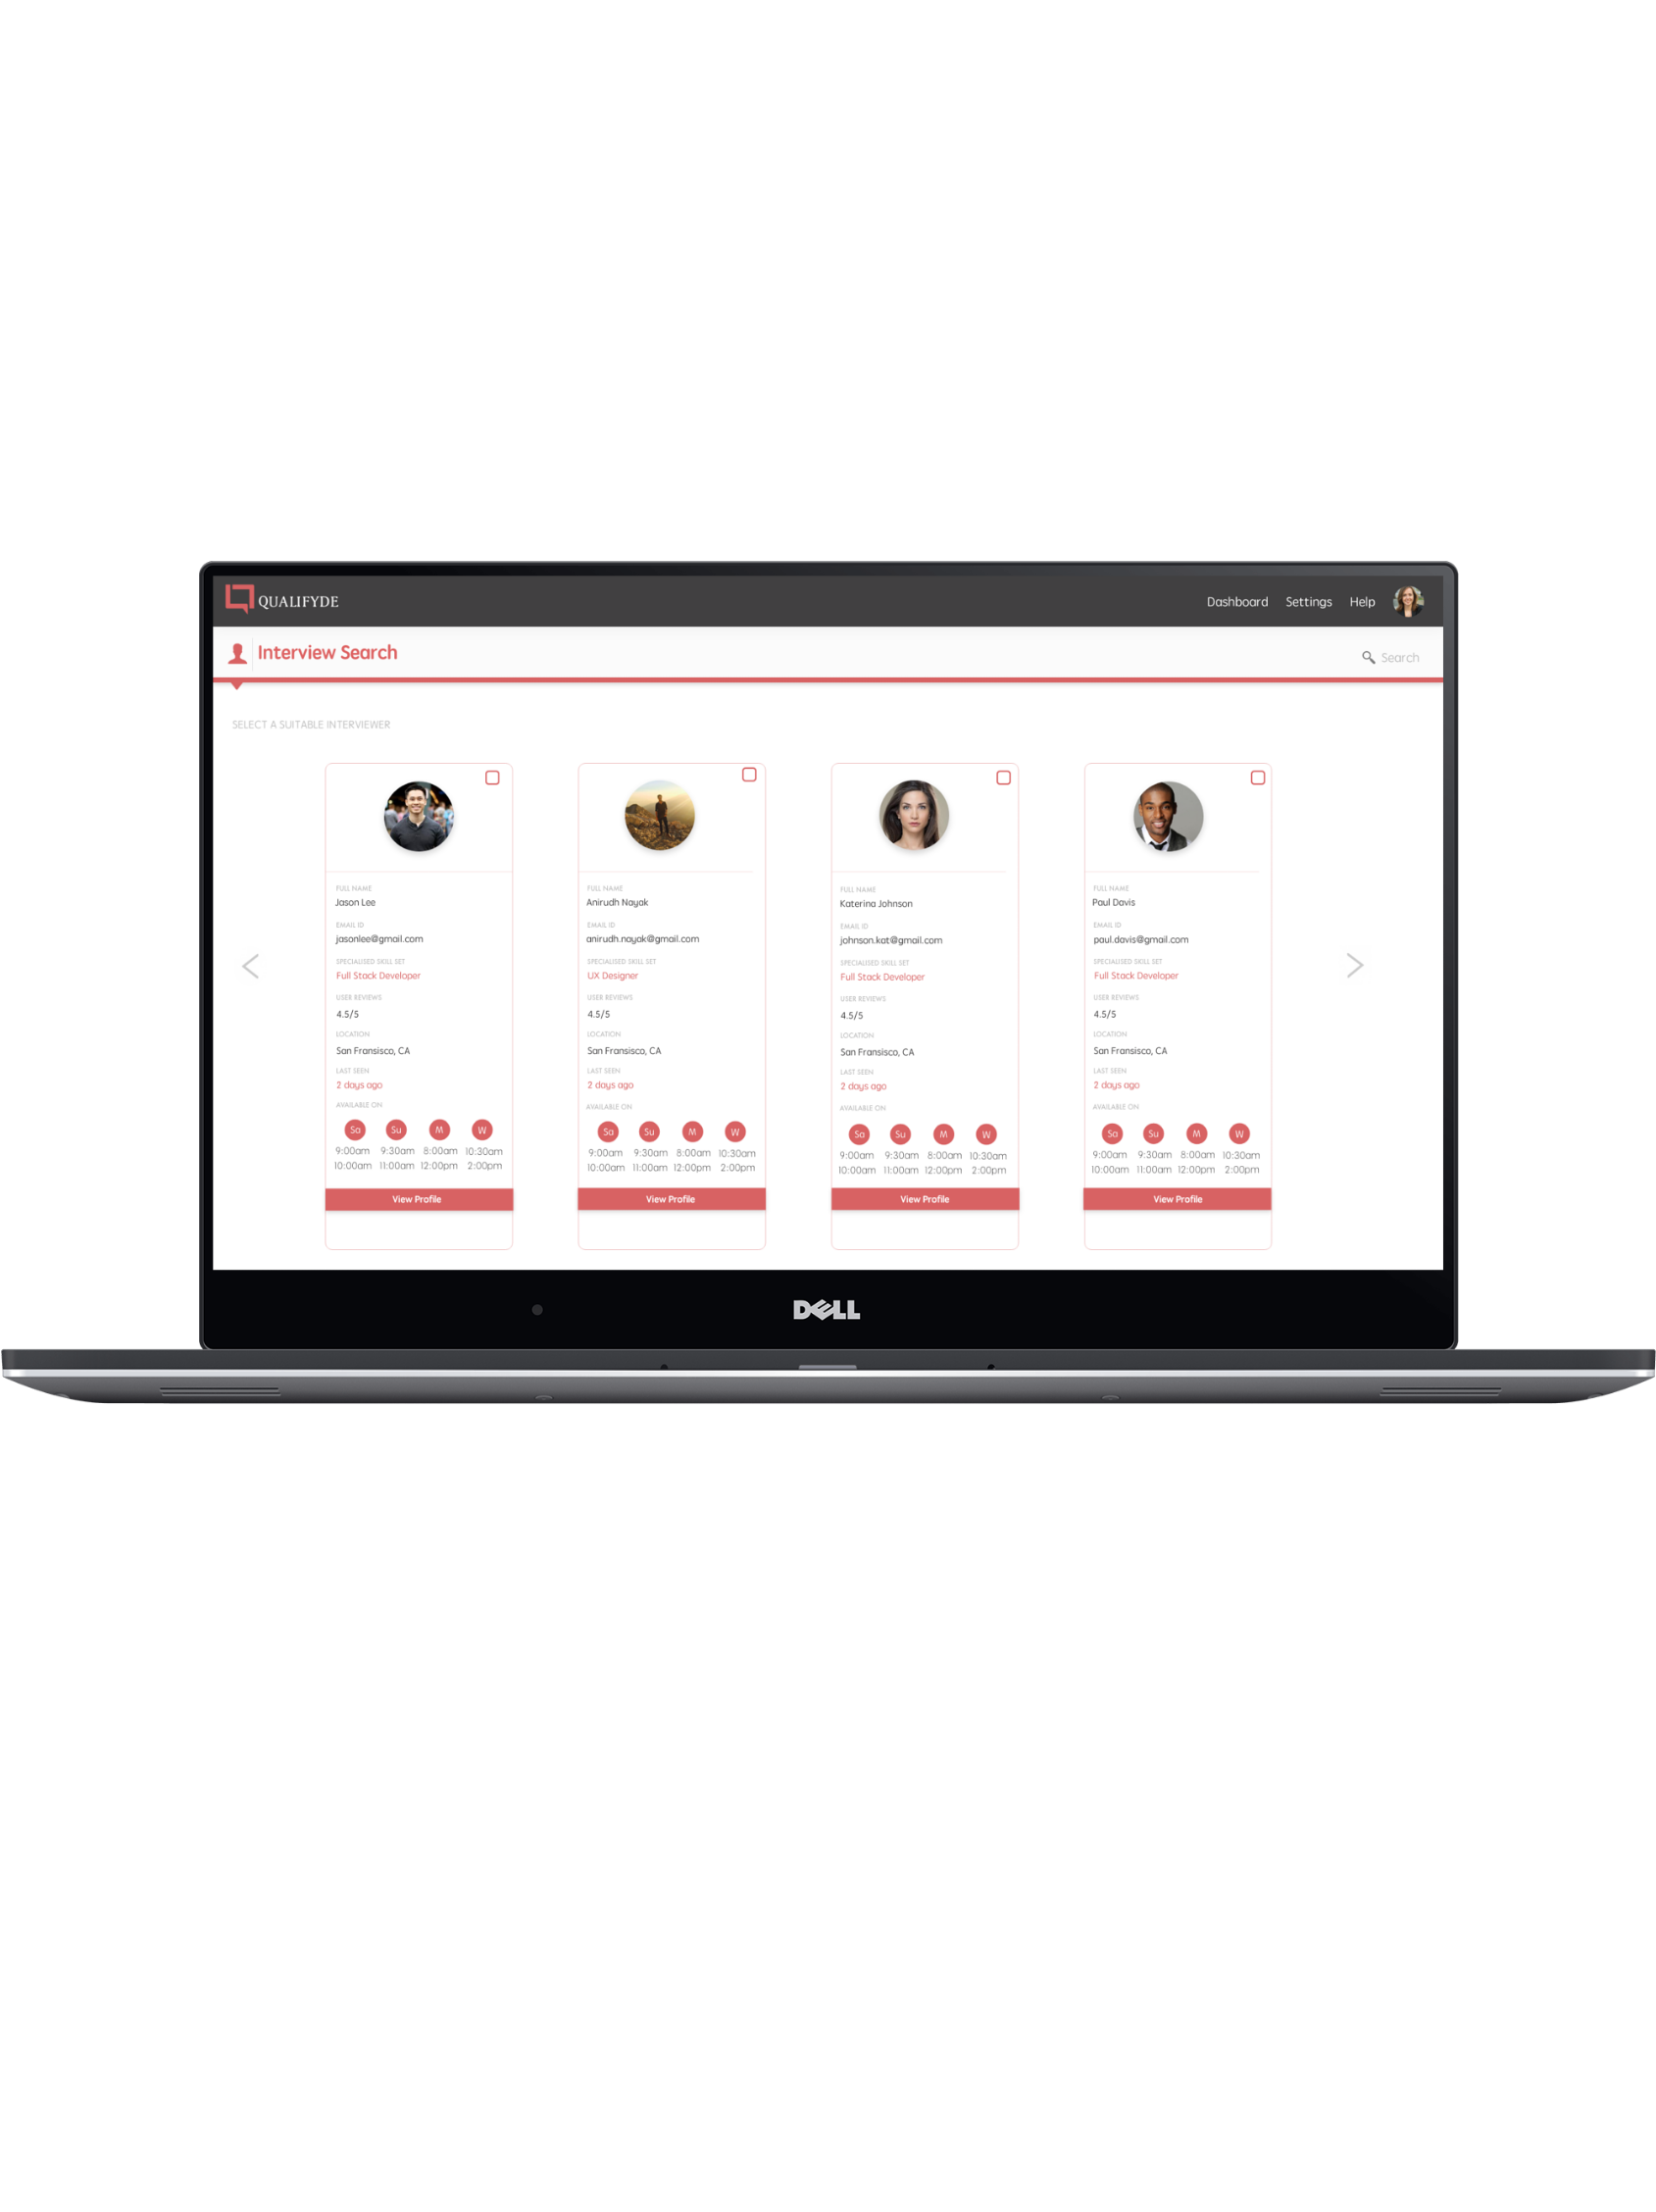 QUALIFYDE
Dashboard Settings Help
Interview Search
Search
SELECT A SUITABLE INTERVIEWER
FULL NAME
Jason Lee
EMAIL ID
jasonlee@gmail.com
SPECIALISED SKILL SET
Full Stack Developer
USER REVIEWS
4.5/5
LOCATION
San Fransisco, CA
LAST SEEN
2 days ago
AVAILABLE ON
Sa Su M W
9:00am 9:30am 8:00am 10:30am
10:00am 11:00am 12:00pm 2:00pm
View Profile
FULL NAME
Anirudh Nayak
EMAIL ID
anirudh.nayak@gmail.com
SPECIALISED SKILL SET
UX Designer
USER REVIEWS
4.5/5
LOCATION
San Fransisco, CA
LAST SEEN
2 days ago
AVAILABLE ON
Sa Su M W
9:00am 9:30am 8:00am 10:30am
10:00am 11:00am 12:00pm 2:00pm
View Profile
FULL NAME
Katerina Johnson
EMAIL ID
johnson.kat@gmail.com
SPECIALISED SKILL SET
Full Stack Developer
USER REVIEWS
4.5/5
LOCATION
San Fransisco, CA
LAST SEEN
2 days ago
AVAILABLE ON
Sa Su M W
9:00am 9:30am 8:00am 10:30am
10:00am 11:00am 12:00pm 2:00pm
View Profile
FULL NAME
Paul Davis
EMAIL ID
paul.davis@gmail.com
SPECIALISED SKILL SET
Full Stack Developer
USER REVIEWS
4.5/5
LOCATION
San Fransisco, CA
LAST SEEN
2 days ago
AVAILABLE ON
Sa Su M W
9:00am 9:30am 8:00am 10:30am
10:00am 11:00am 12:00pm 2:00pm
View Profile
DELL